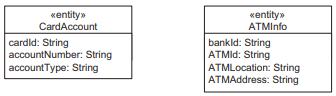 «entity»
CardAccount
cardId: String
accountNumber: String
accountType: String
«entity»
ATMInfo
bankId: String
ATMId: String
ATMLocation: String
ATMAddress: String